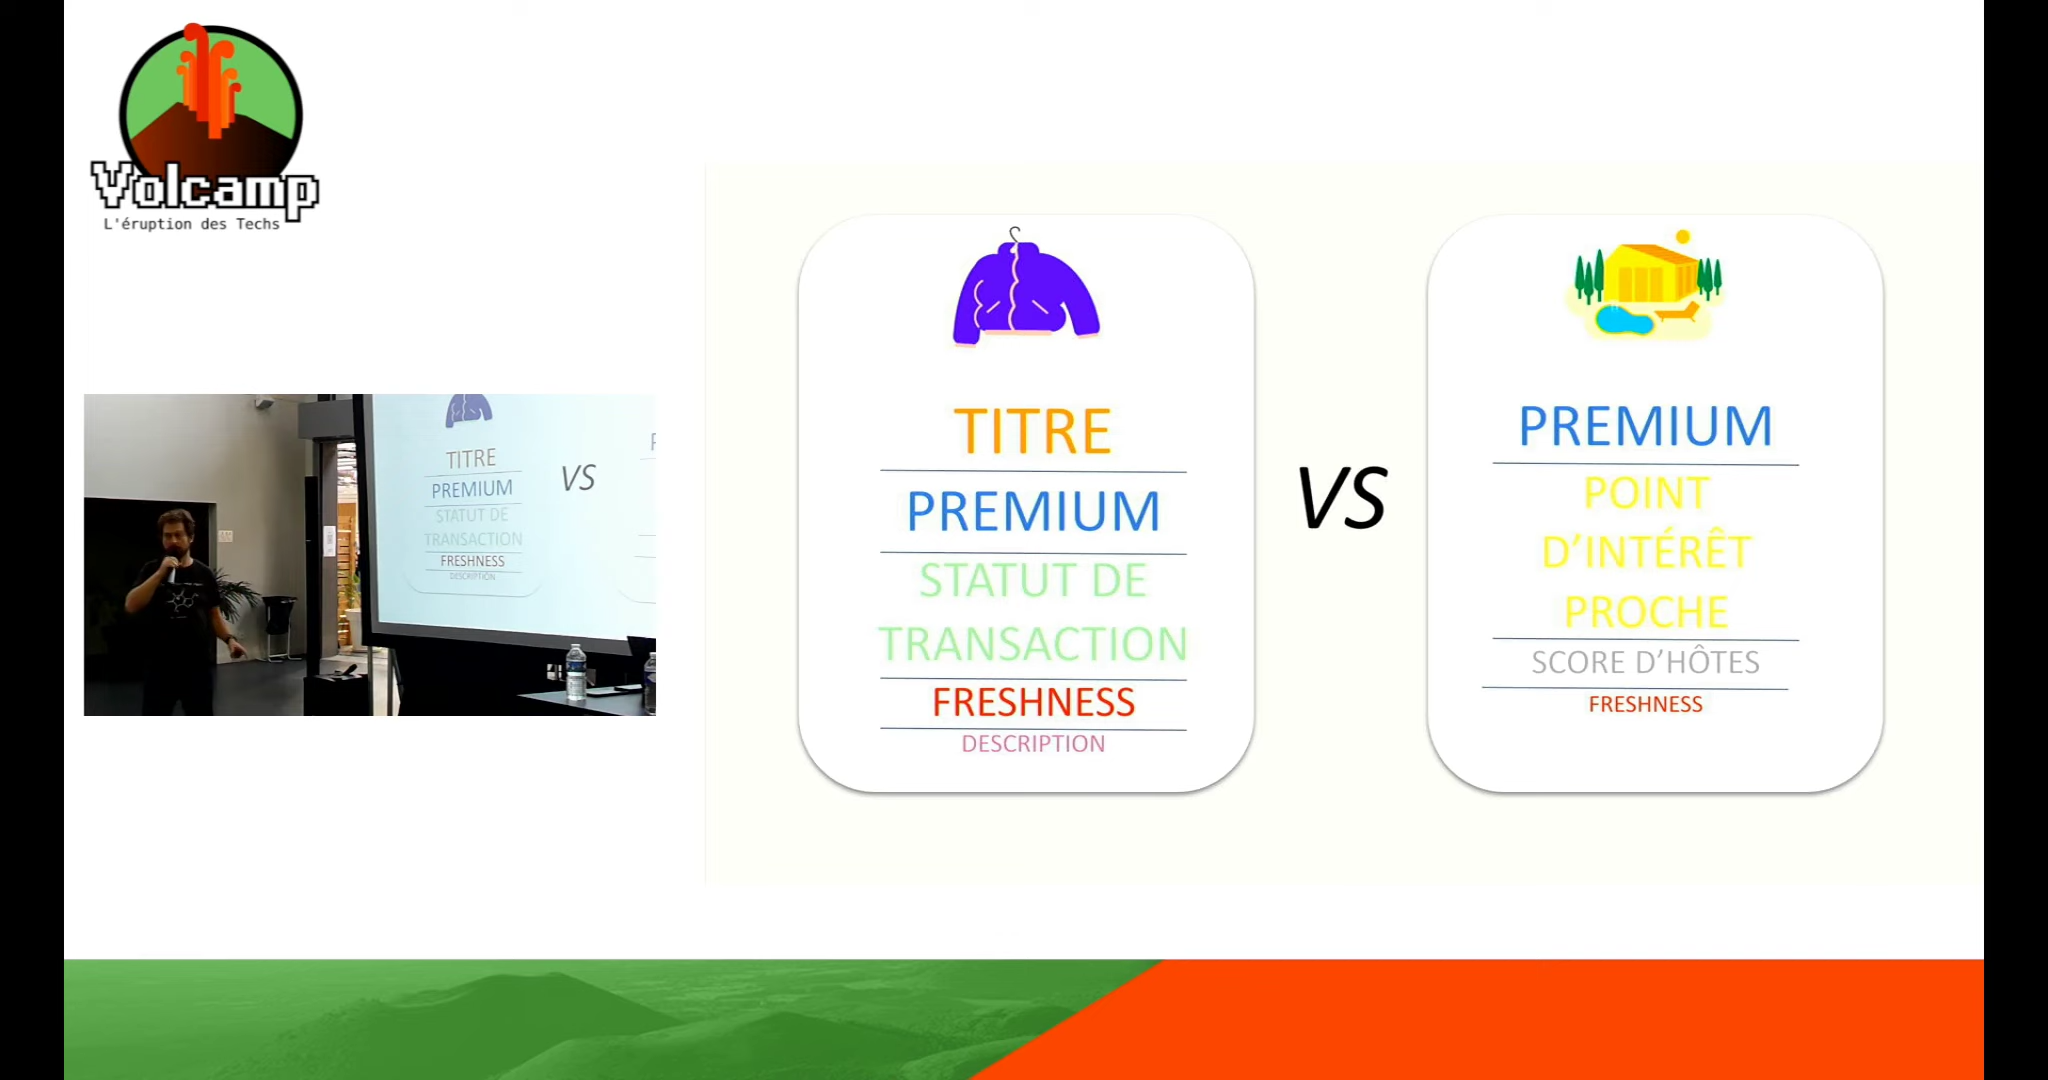 Volcamp
L'éruption des Techs
TITRE
PREMIUM
STATUT DE
TRANSACTION
FRESHNESS
DESCRIPTION
VS
PREMIUM
POINT
D’INTÉRÊT
PROCHE
SCORE D’HÔTES
FRESHNESS
TITRE
PREMIUM
STATUT DE
TRANSACTION
FRESHNESS
DESCRIPTION
VS